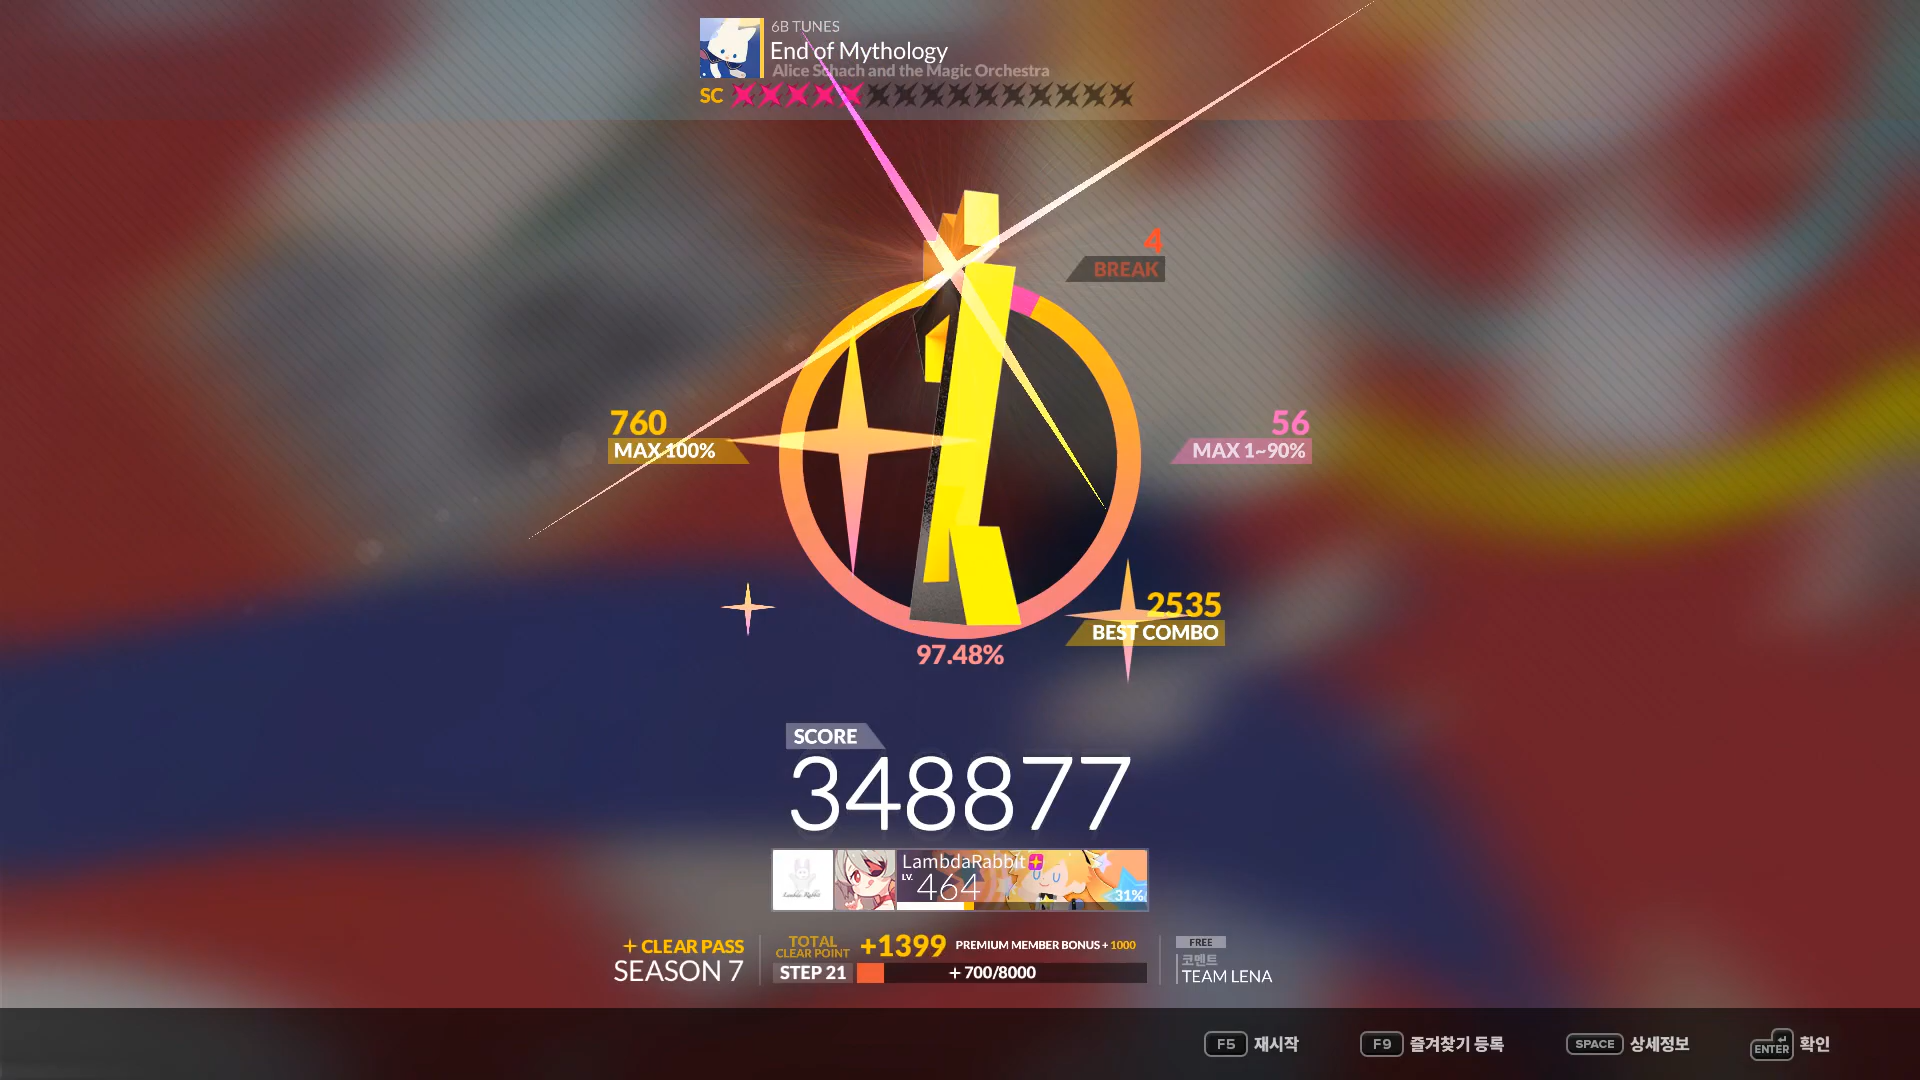 6B TUNES
End of Mythology
Alice Schach and the Magic Orchestra
SC
4
BREAK
760
MAX 100%
56
MAX 1~90%
2535
BEST COMBO
97.48%
SCORE
348877
Lambda Rabbit
LambdaRabbit
LV. 464
31%
+ CLEAR PASS
SEASON 7
TOTAL
CLEAR POINT
+1399 PREMIUM MEMBER BONUS + 1000
STEP 21
+ 700/8000
FREE
코멘트
TEAM LENA
F5 재시작
F9 즐겨찾기 등록
SPACE 상세정보
ENTER 확인